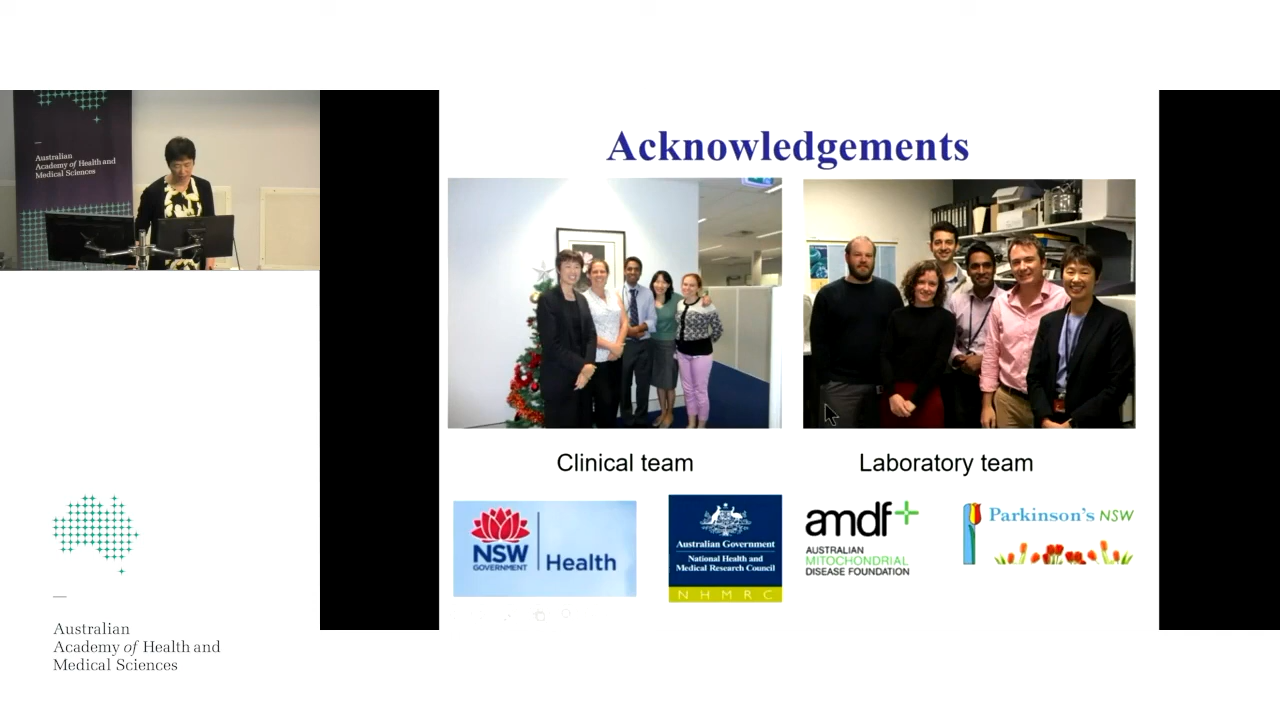 Australian
Academy of Health and
Medical Sciences
Acknowledgements
Clinical team
Laboratory team
NSW
GOVERNMENT
Health
Australian Government
National Health and
Medical Research Council
N H M R C
amdf+
AUSTRALIAN
MITOCHONDRIAL
DISEASE FOUNDATION
Parkinson's NSW
Australian
Academy of Health and
Medical Sciences